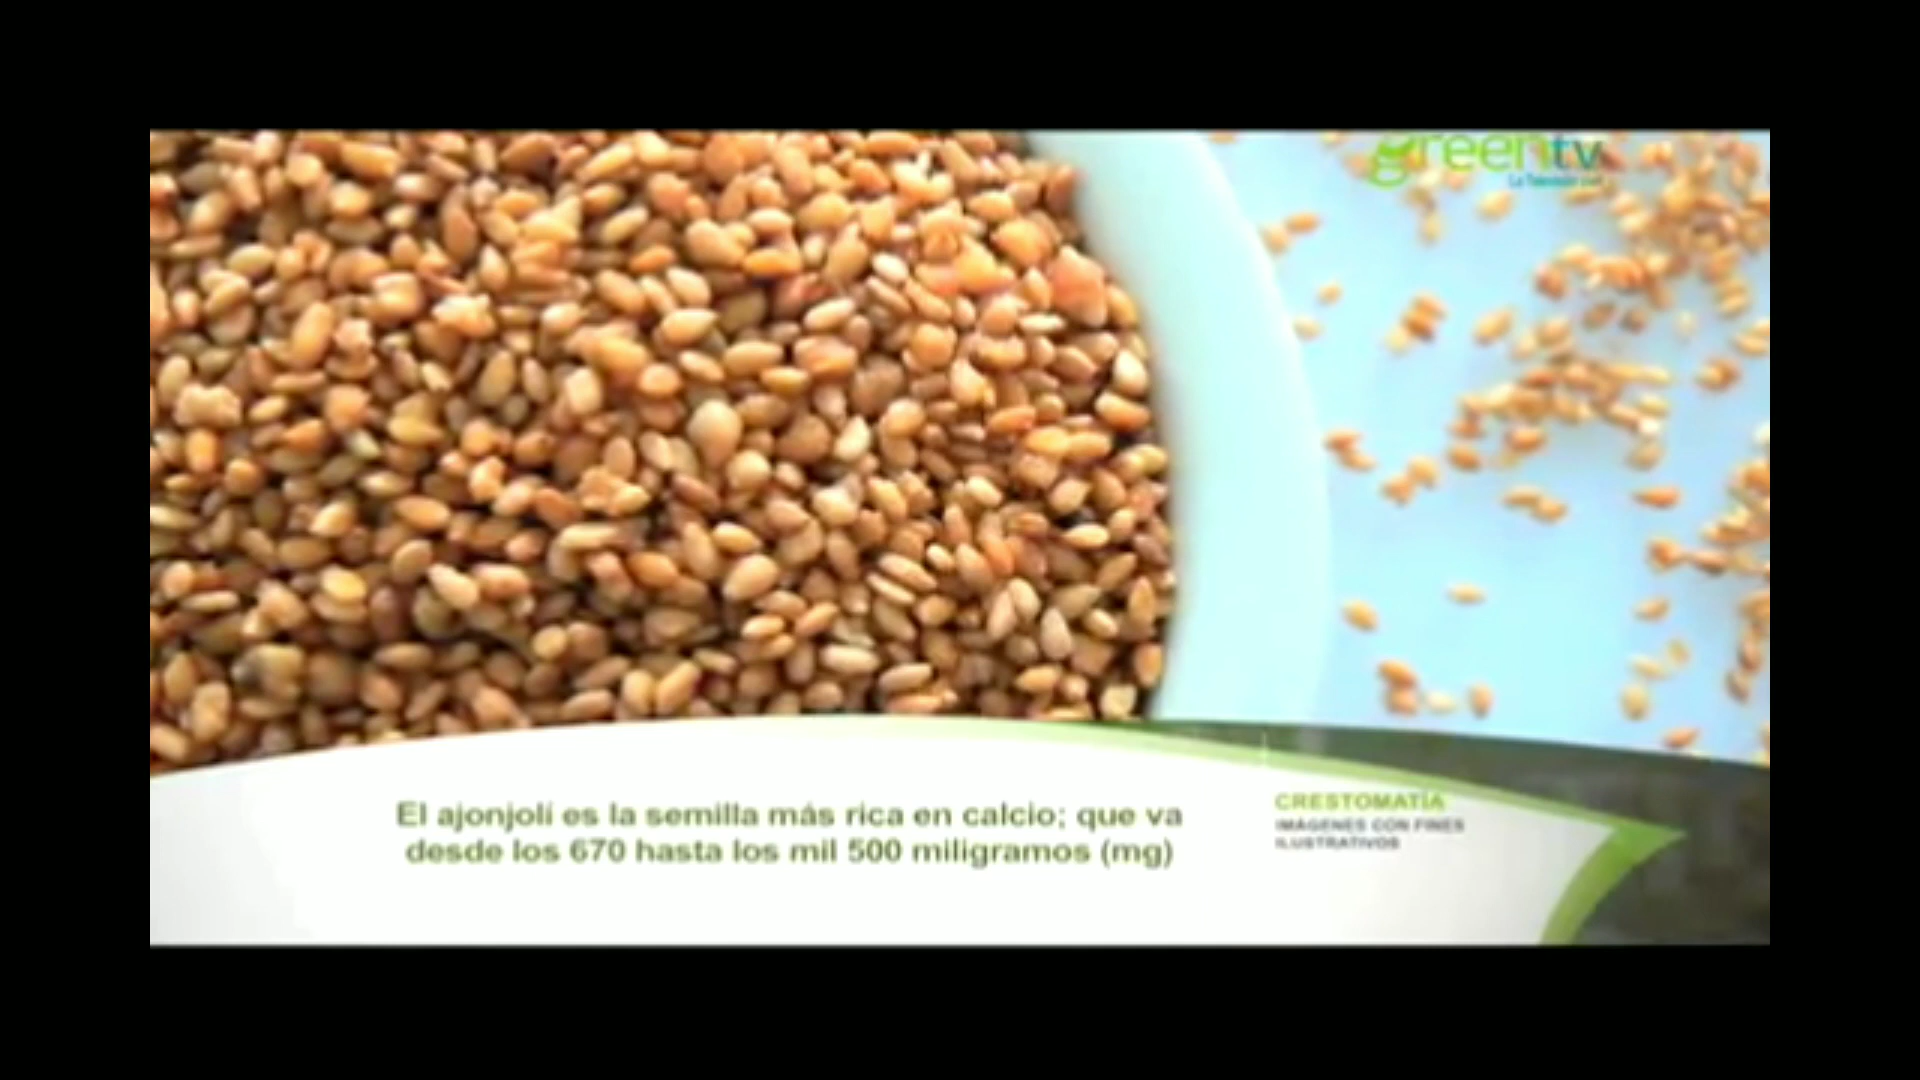 greentv
El ajonjolí es la semilla más rica en calcio; que va
desde los 670 hasta los mil 500 miligramos (mg)
CRESTOMATÍA
IMÁGENES CON FINES
ILUSTRATIVOS